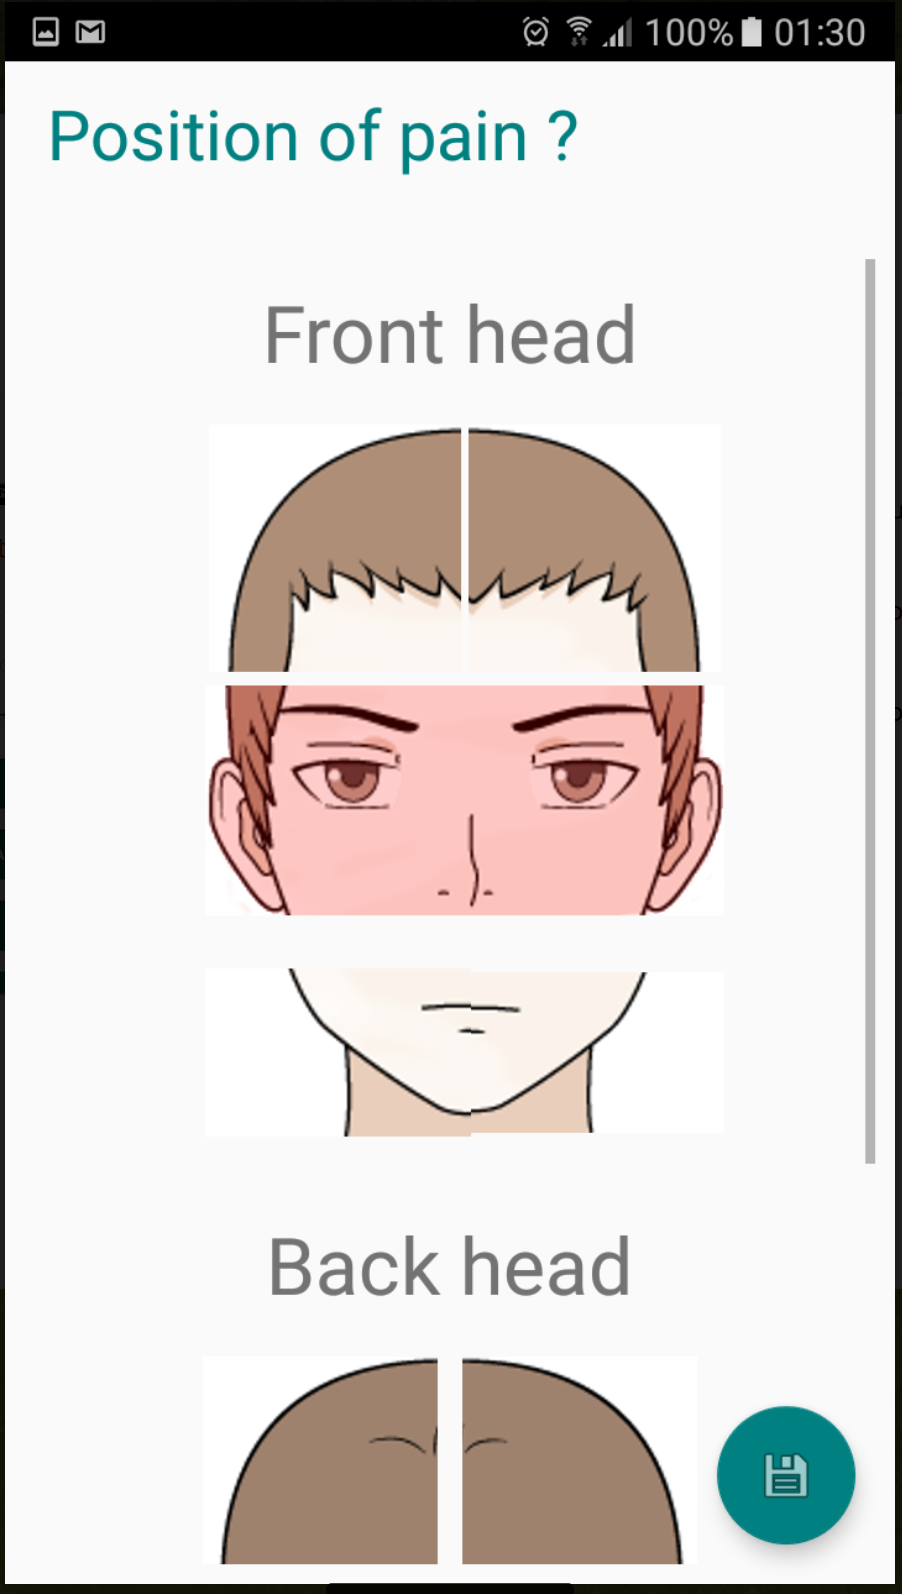 100% 01:30
Position of pain ?
Front head
Back head